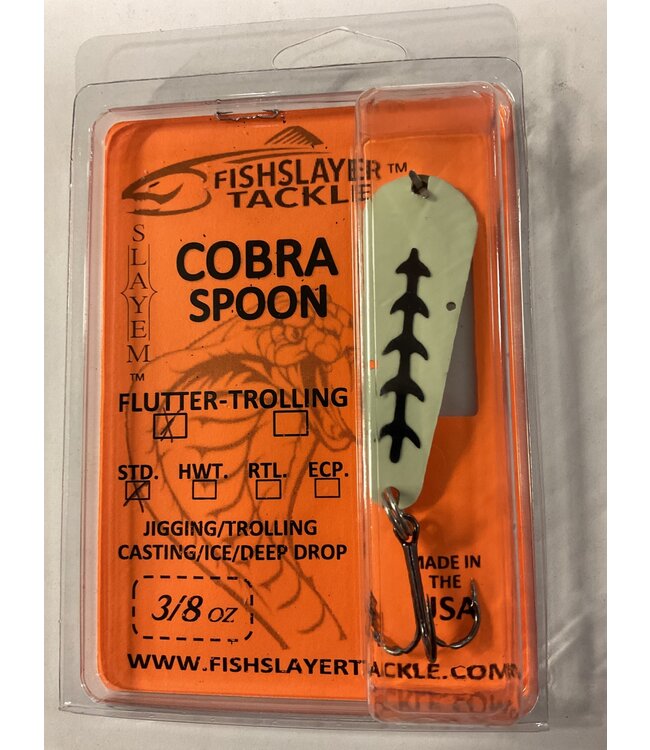 FISHSLAYER™
TACKLE
SLAYEM™
COBRA
SPOON
FLUTTER-TROLLING
STD. HWT. RTL. ECP.
JIGGING/TROLLING
CASTING/ICE/DEEP DROP
3/8 OZ
MADE IN
THE
USA
WWW.FISHSLAYERTACKLE.COM